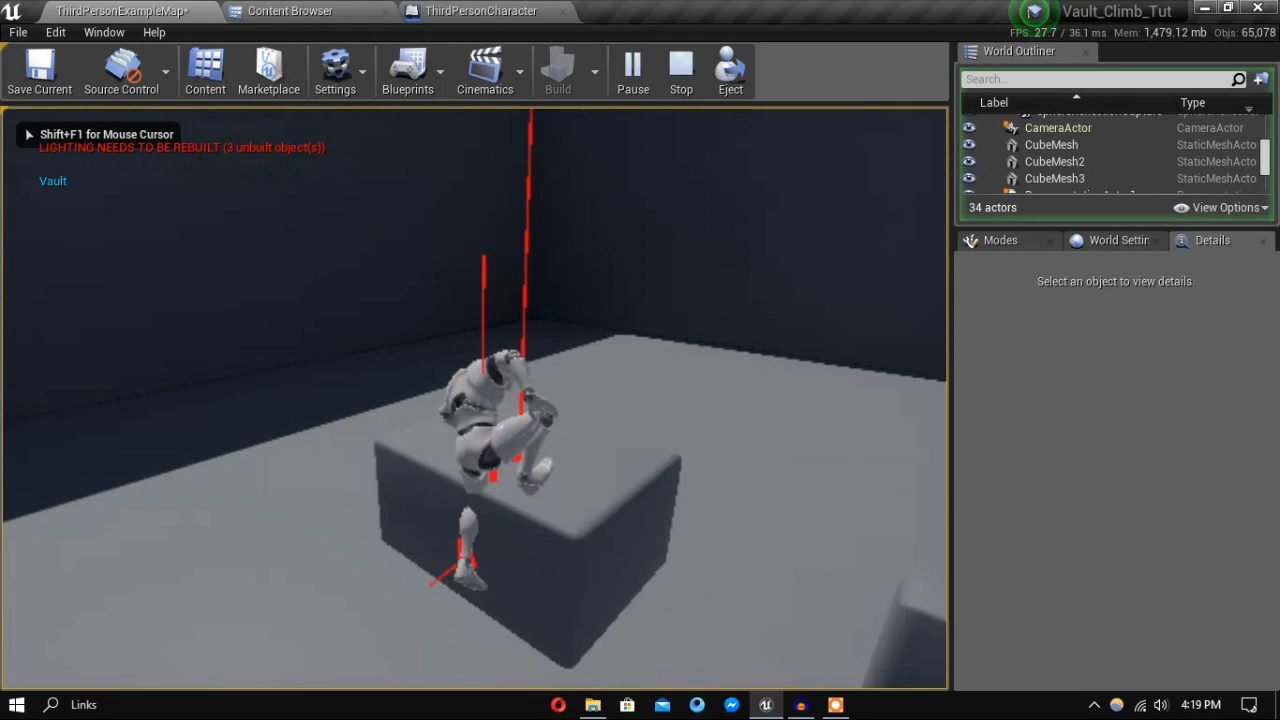 ThirdPersonExampleMap*
Content Browser
ThirdPersonCharacter
Vault_Climb_Tut
File
Edit
Window
Help
FPS: 27.7 / 36.1 ms
Mem: 1,479.12 mb
Objs: 65,078
Save Current
Source Control
Content
Marketplace
Settings
Blueprints
Cinematics
Build
Pause
Stop
Eject
World Outliner
Search...
Label
Type
CameraActor
CameraActor
CubeMesh
StaticMeshActo
CubeMesh2
StaticMeshActo
CubeMesh3
StaticMeshActo
34 actors
View Options
Modes
World Settin
Details
Select an object to view details.
Shift+F1 for Mouse Cursor
LIGHTING NEEDS TO BE REBUILT (3 unbuilt object(s))
Vault
Links
4:19 PM